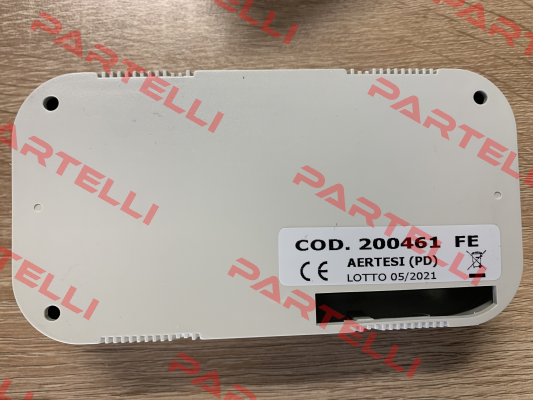 PARTELLI
PARTELLI
PARTELLI
PARTELLI
PARTELLI
PARTELLI
COD. 200461 FE
AERTESI (PD)
CE
LOTTO 05/2021